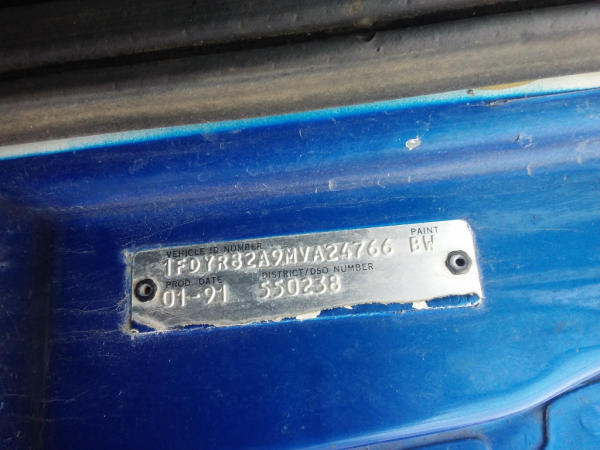 VEHICLE ID NUMBER PAINT
1FDYR82A9MVA24766 BW
PROD. DATE DISTRICT/DSO NUMBER
01-91 550238